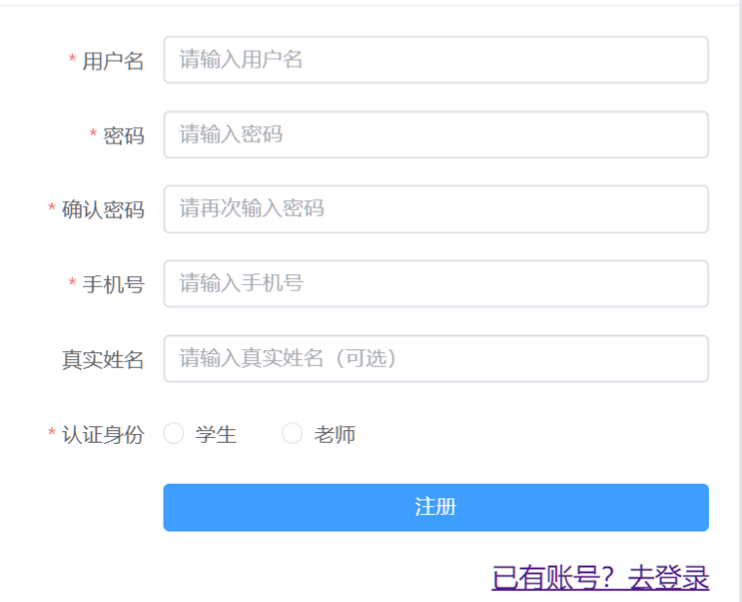 * 用户名 请输入用户名
* 密码 请输入密码
* 确认密码 请再次输入密码
* 手机号 请输入手机号
真实姓名 请输入真实姓名（可选）
* 认证身份 学生 老师
注册
已有账号？去登录